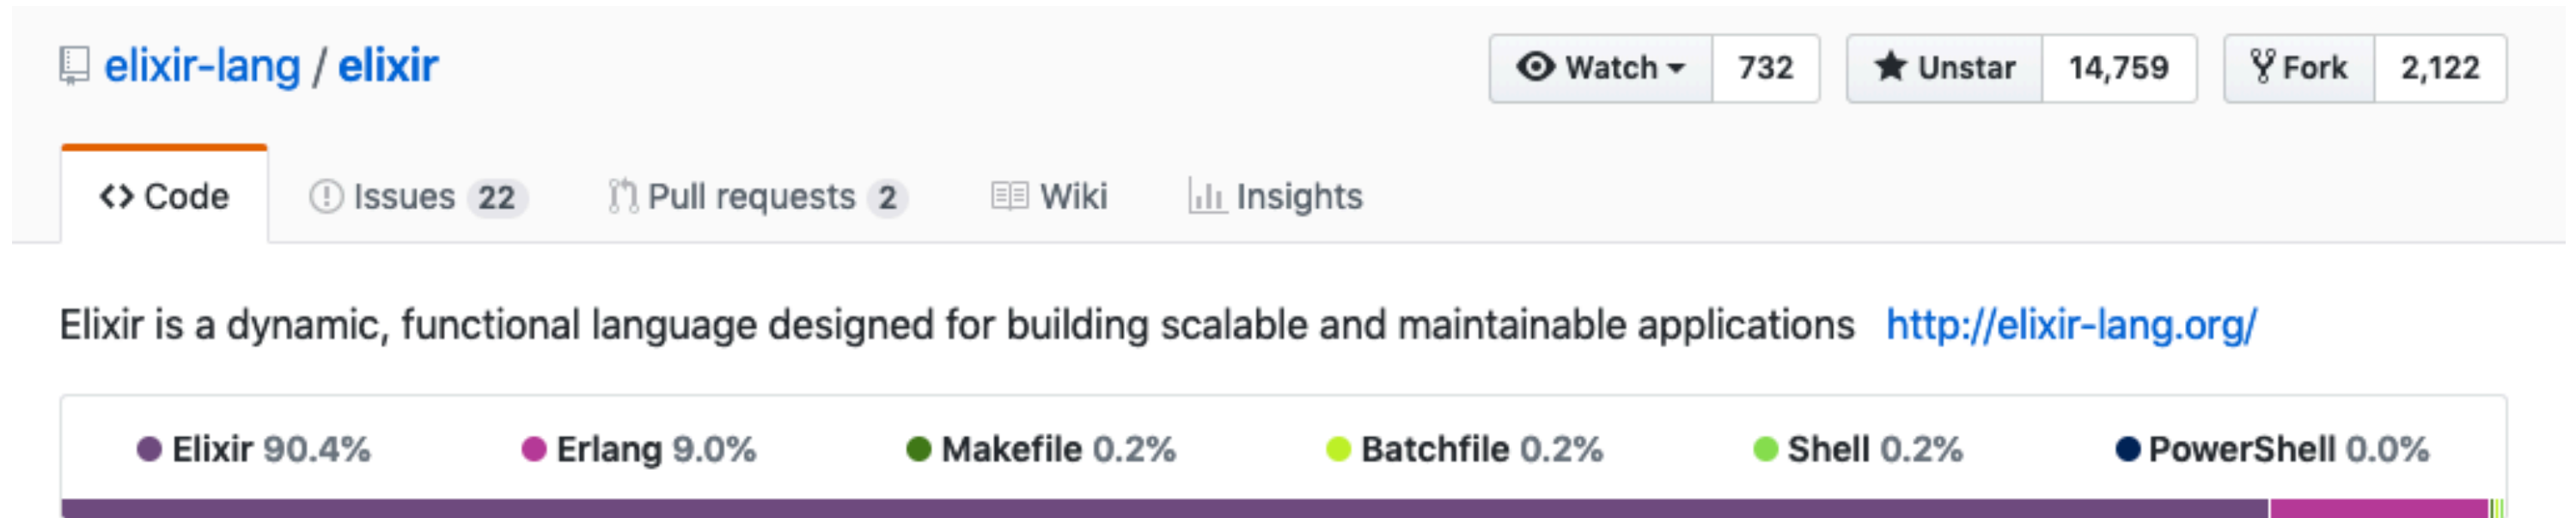 elixir-lang / elixir Watch 732 Unstar 14,759 Fork 2,122
<> Code Issues 22 Pull requests 2 Wiki Insights
Elixir is a dynamic, functional language designed for building scalable and maintainable applications http://elixir-lang.org/
Elixir 90.4% Erlang 9.0% Makefile 0.2% Batchfile 0.2% Shell 0.2% PowerShell 0.0%